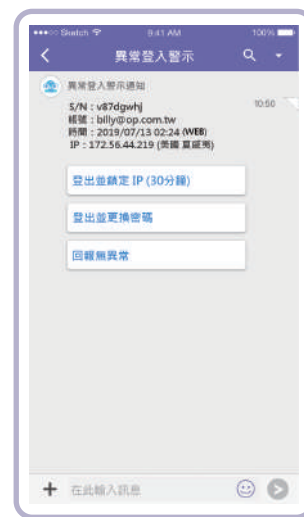 Sketch 9:41 AM 100%
異常登入警示
異常登入警示通知
S/N：v87dgwhj
10:50
帳號：billy@op.com.tw
時間：2019/07/13 02:24 (WEB)
IP：172.56.44.219 (美國 夏威夷)
登出並鎖定 IP (30分鐘)
登出並更換密碼
回報無異常
在此輸入訊息